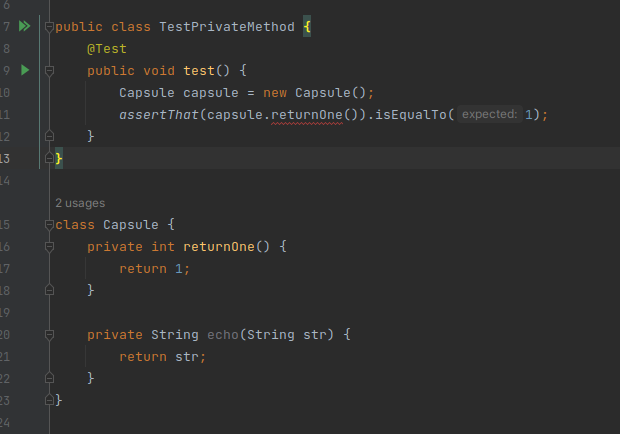 6
7 public class TestPrivateMethod {
8 @Test
9 public void test() {
10 Capsule capsule = new Capsule();
11 assertThat(capsule.returnOne()).isEqualTo( expected: 1);
12 }
13 }
14
2 usages
15 class Capsule {
16 private int returnOne() {
17 return 1;
18 }
19
20 private String echo(String str) {
21 return str;
22 }
23 }
24